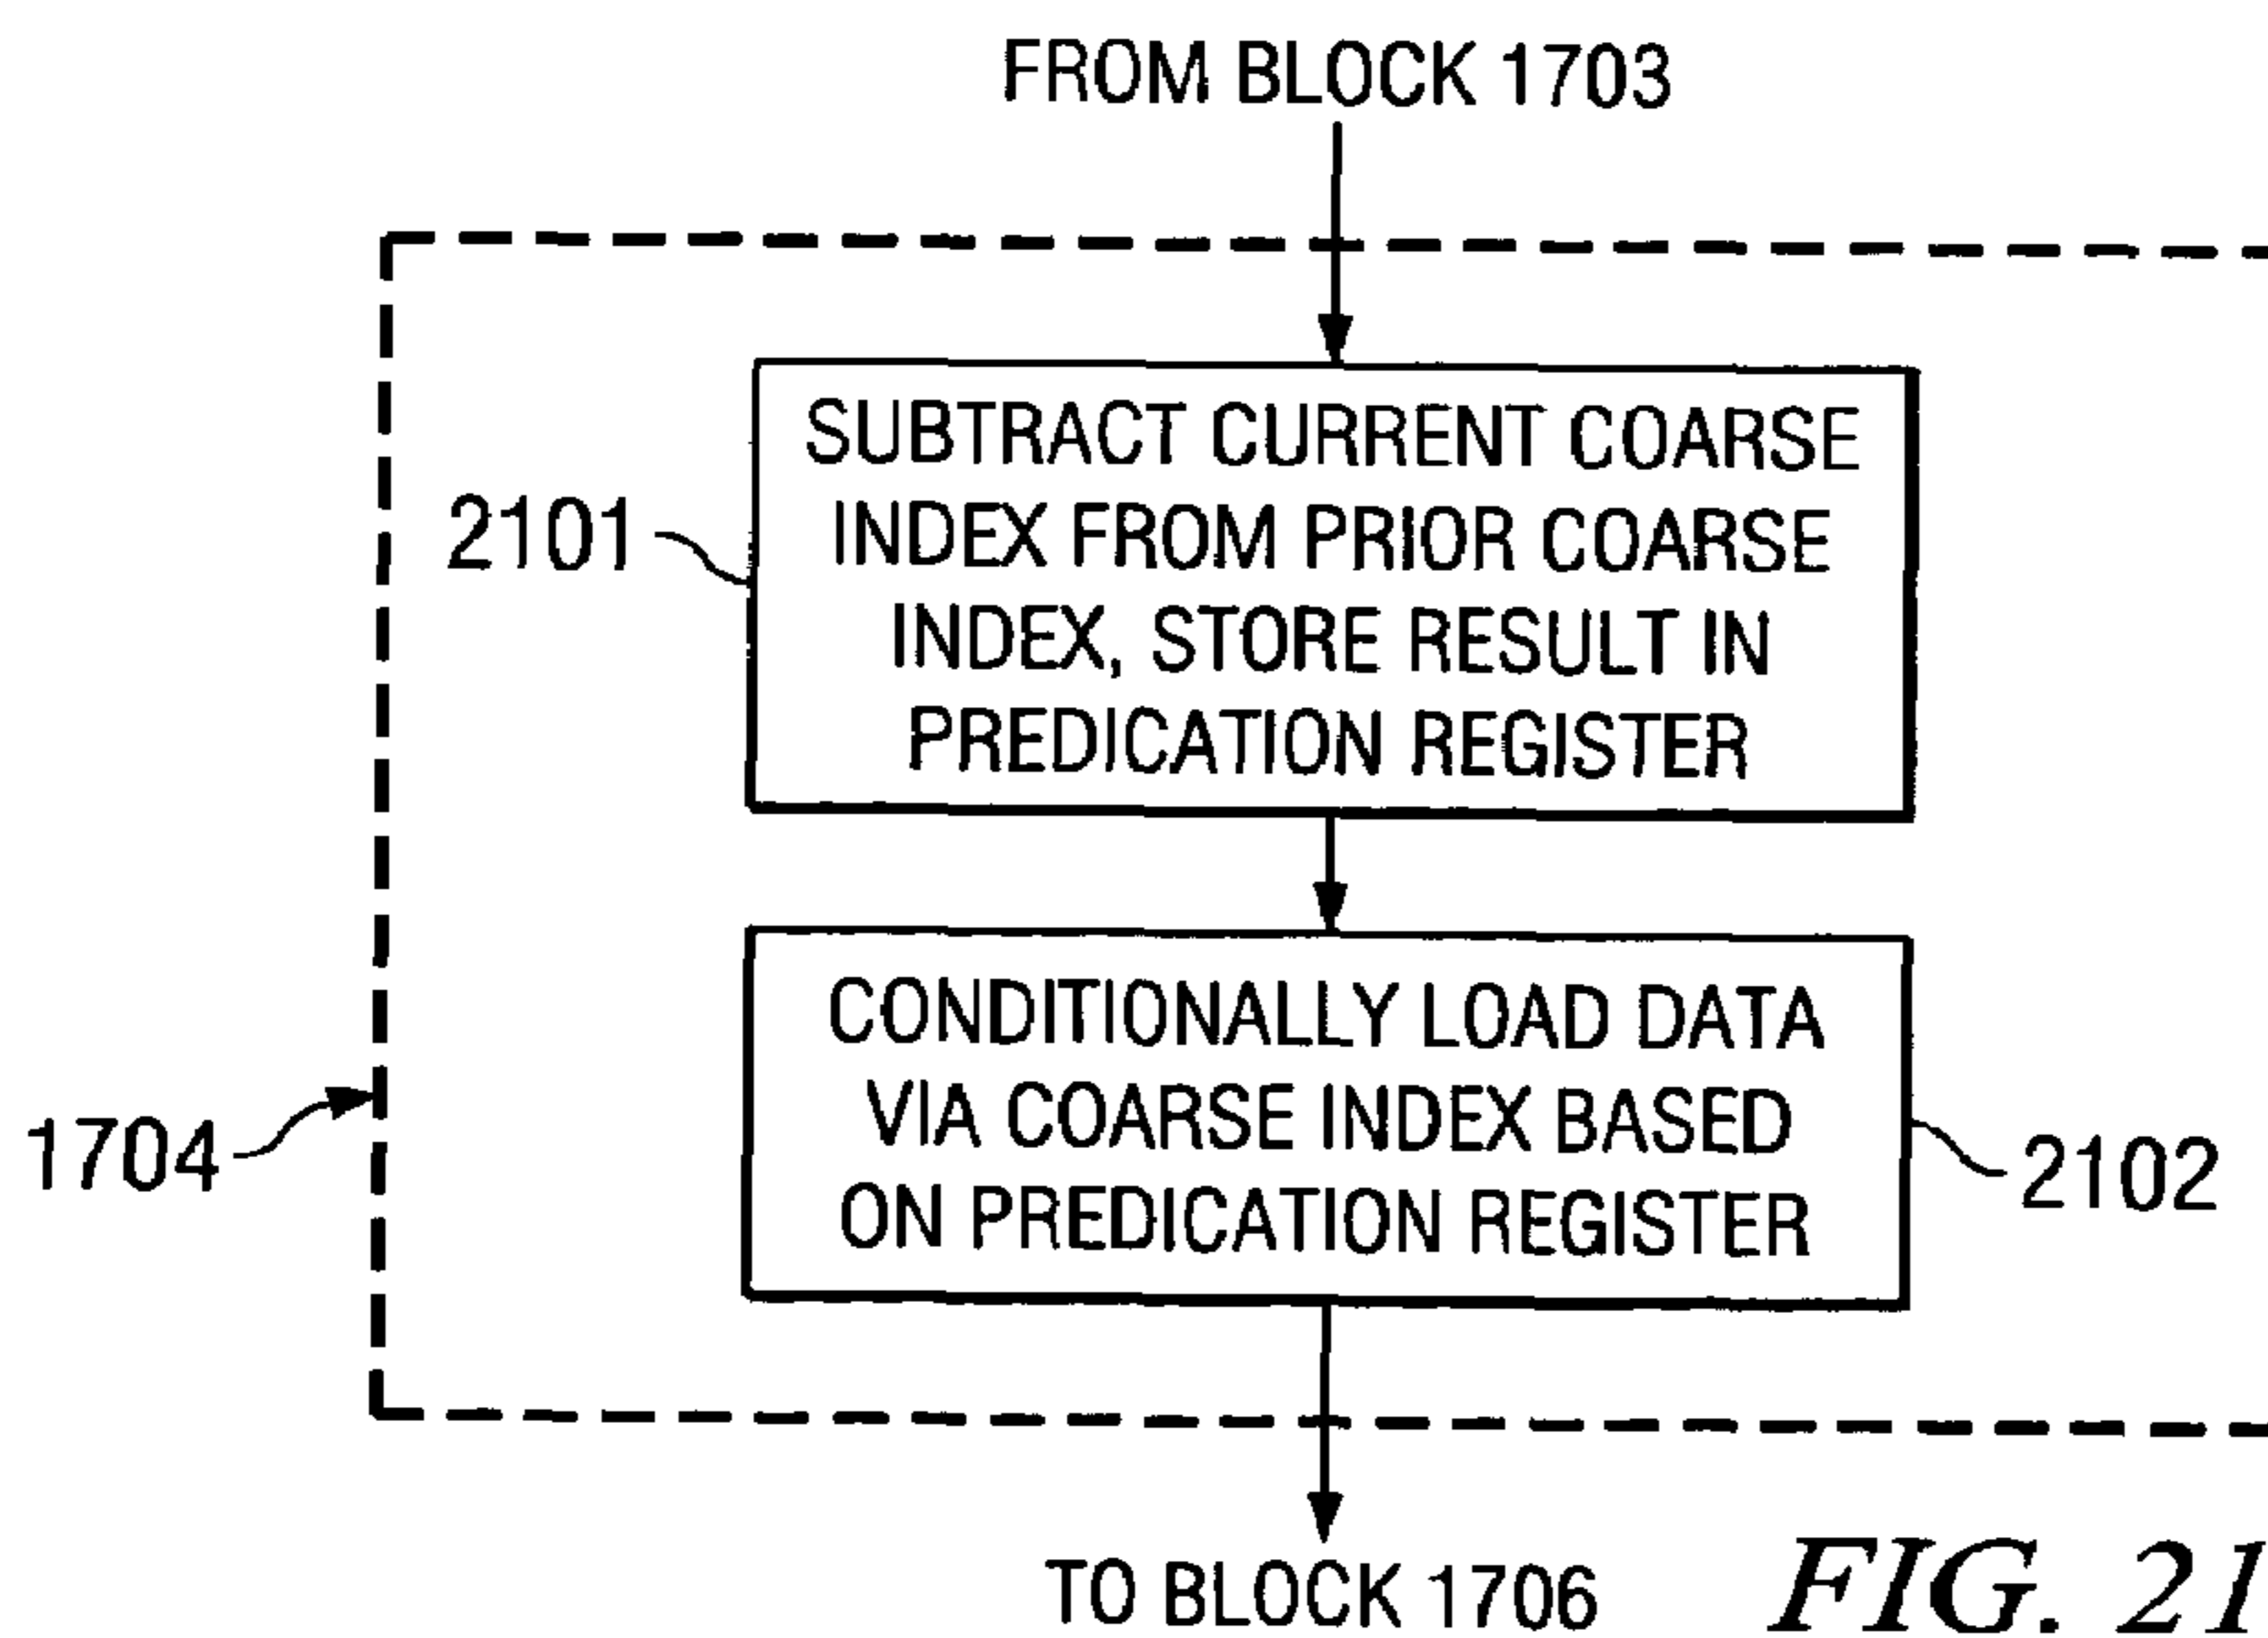 FROM BLOCK 1703
SUBTRACT CURRENT COARSE
INDEX FROM PRIOR COARSE
INDEX, STORE RESULT IN
PREDICATION REGISTER
2101
CONDITIONALLY LOAD DATA
VIA COARSE INDEX BASED
ON PREDICATION REGISTER
1704
2102
TO BLOCK 1706
FIG. 21